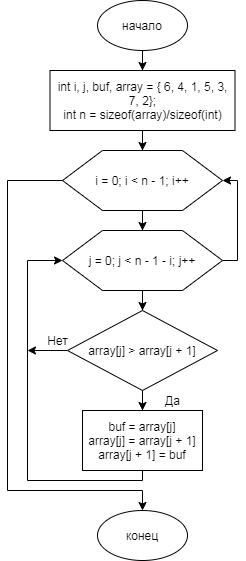 начало
int i, j, buf, array = { 6, 4, 1, 5, 3,
7, 2};
int n = sizeof(array)/sizeof(int)
i = 0; i < n - 1; i++
j = 0; j < n - 1 - i; j++
Нет
array[j] > array[j + 1]
Да
buf = array[j]
array[j] = array[j + 1]
array[j + 1] = buf
конец